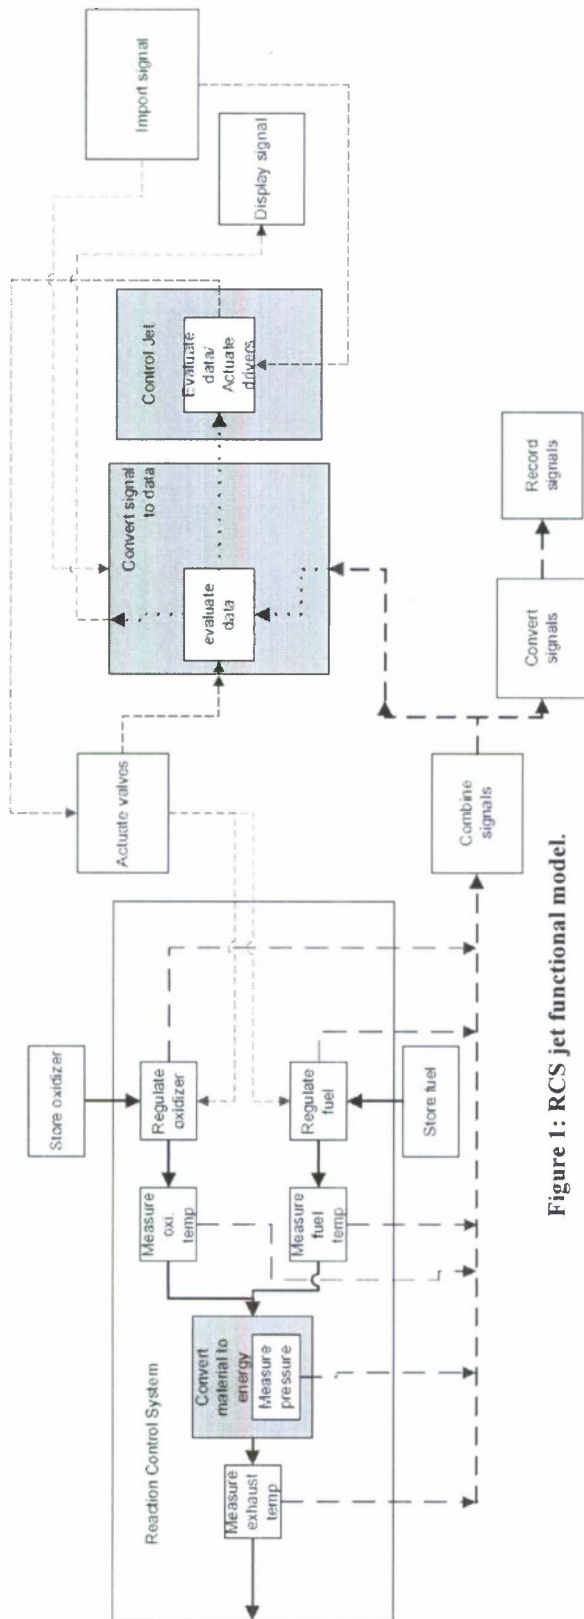 Import signal
Display signal
Control Jet
Evaluate
data/
Actuate
drivers
Convert signal
to data
evaluate
data
Record
signals
Convert
signals
Actuate valves
Combine
signals
Reaction Control System
Store oxidizer
Regulate
oxidizer
Measure
oxi.
temp
Store fuel
Regulate
fuel
Measure
fuel
temp
Convert
material to
energy
Measure
pressure
Measure
exhaust
temp
Figure 1: RCS jet functional model.